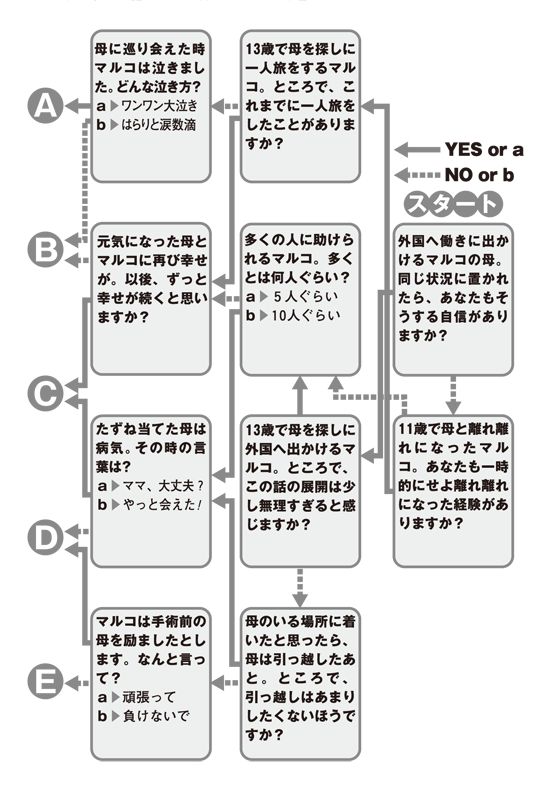 母に巡り会えた時
マルコは泣きまし
た。どんな泣き方?
a▶ワンワン大泣き
b▶はらりと涙数滴
13歳で母を探しに
一人旅をするマル
コ。ところで、こ
れまでに一人旅を
したことがありま
すか?
A
YES or a
NO or b
スタート
B
元気になった母と
マルコに再び幸せ
が。以後、ずっと
幸せが続くと思い
ますか?
多くの人に助けら
れるマルコ。多く
とは何人ぐらい?
a▶5人ぐらい
b▶10人ぐらい
外国へ働きに出か
けるマルコの母。
同じ状況に置かれ
たら、あなたもそ
うする自信があり
ますか?
C
たずね当てた母は
病気。その時の言
葉は?
a▶ママ、大丈夫?
b▶やっと会えた!
13歳で母を探しに
外国へ出かけるマ
ルコ。ところで、
この話の展開は少
し無理すぎると感
じますか?
11歳で母と離れ離
れになったマル
コ。あなたも一時
的にせよ離れ離れ
になった経験があ
りますか?
D
マルコは手術前の
母を励ましたとし
ます。なんと言っ
て?
a▶頑張って
b▶負けないで
母のいる場所に着
いたと思ったら、
母は引っ越したあ
と。ところで、
引っ越しはあまり
したくないほうで
すか?
E